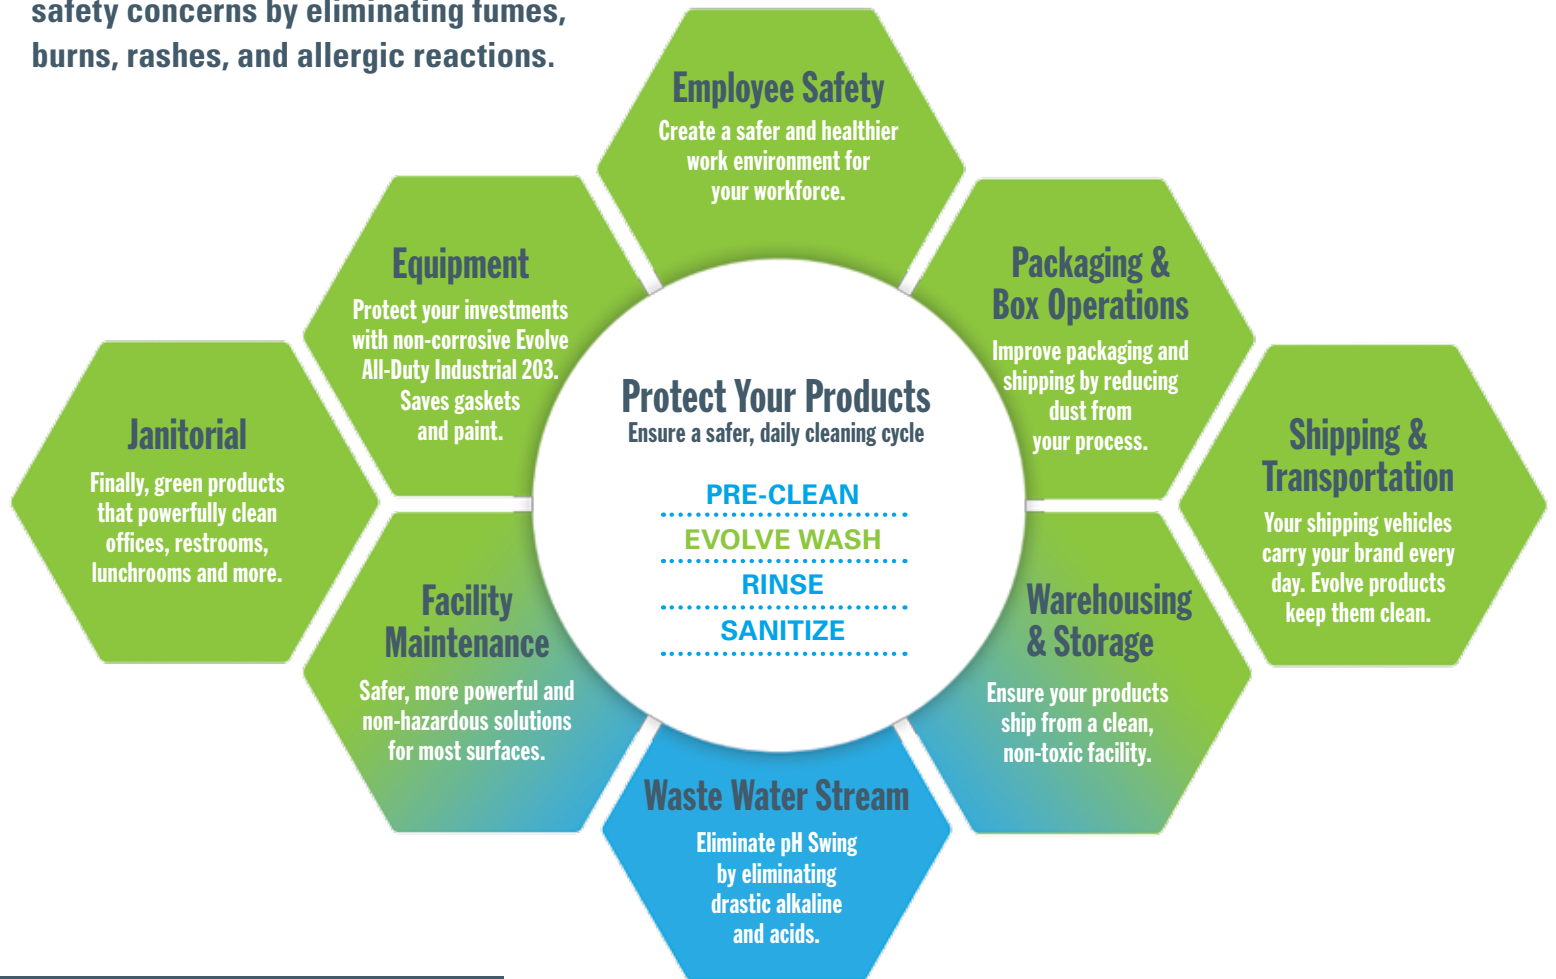 safety concerns by eliminating fumes,
burns, rashes, and allergic reactions.
Employee Safety
Create a safer and healthier
work environment for
your workforce.
Equipment
Protect your investments
with non-corrosive Evolve
All-Duty Industrial 203.
Saves gaskets
and paint.
Packaging &
Box Operations
Improve packaging and
shipping by reducing
dust from
your process.
Janitorial
Finally, green products
that powerfully clean
offices, restrooms,
lunchrooms and more.
Protect Your Products
Ensure a safer, daily cleaning cycle
PRE-CLEAN
EVOLVE WASH
RINSE
SANITIZE
Shipping &
Transportation
Your shipping vehicles
carry your brand every
day. Evolve products
keep them clean.
Facility
Maintenance
Safer, more powerful and
non-hazardous solutions
for most surfaces.
Warehousing
& Storage
Ensure your products
ship from a clean,
non-toxic facility.
Waste Water Stream
Eliminate pH Swing
by eliminating
drastic alkaline
and acids.